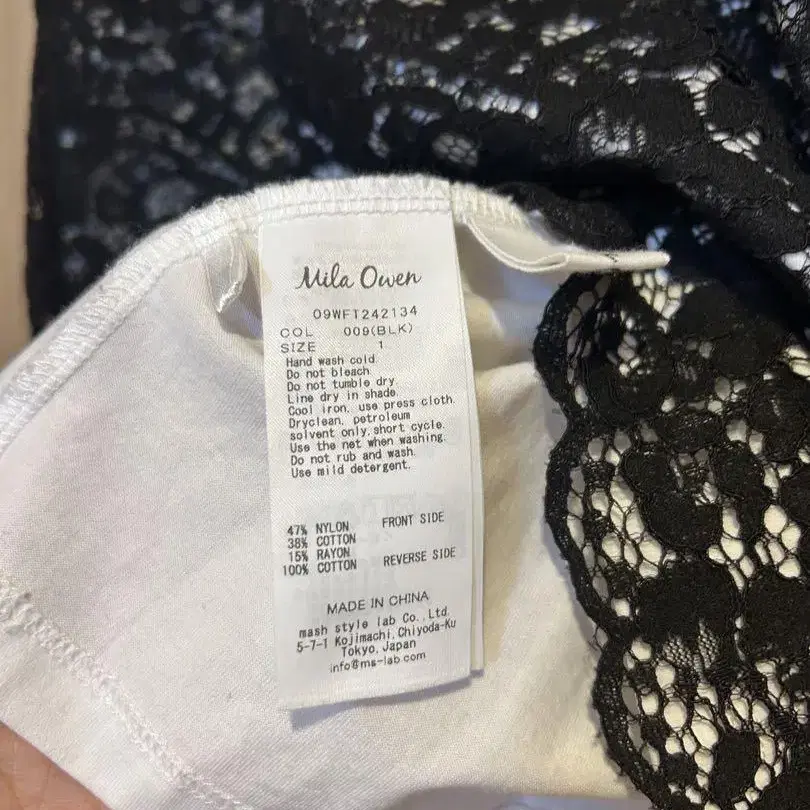 Mila Owen
09WFT242134
COL 009(BLK)
SIZE 1
Hand wash cold.
Do not bleach.
Do not tumble dry.
Line dry in shade.
Cool iron, use press cloth.
Dryclean, petroleum
solvent only, short cycle.
Use the net when washing.
Do not rub and wash.
Use mild detergent.
47% NYLON FRONT SIDE
38% COTTON
15% RAYON
100% COTTON REVERSE SIDE
MADE IN CHINA
mash style lab Co., Ltd.
5-7-1 Kojimachi, Chiyoda-Ku
Tokyo, Japan
info@ms-lab.com